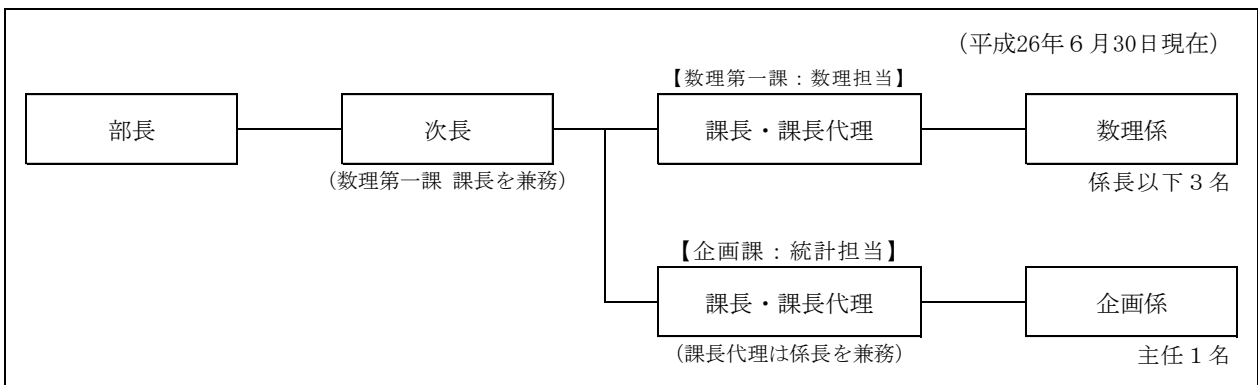 (平成26年6月30日現在)
【数理第一課:数理担当】
部長
次長
課長・課長代理
数理係
(数理第一課 課長を兼務)
係長以下3名
【企画課:統計担当】
課長・課長代理
企画係
(課長代理は係長を兼務)
主任1名